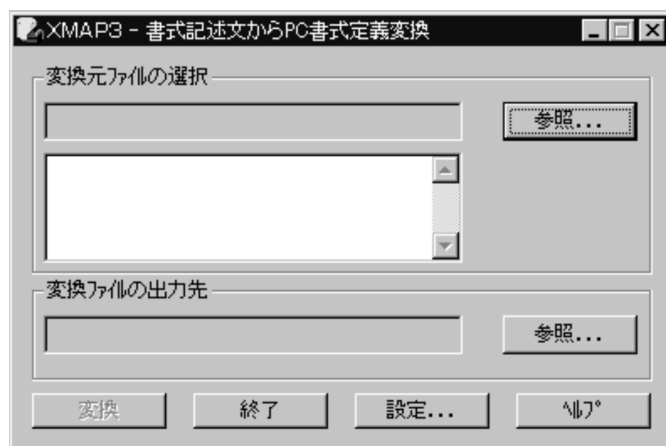 XMAP3 - 書式記述文からPC書式定義変換
変換元ﾌｧｲﾙの選択
参照...
変換ﾌｧｲﾙの出力先
参照...
変換
終了
設定...
ﾍﾙﾌﾟ